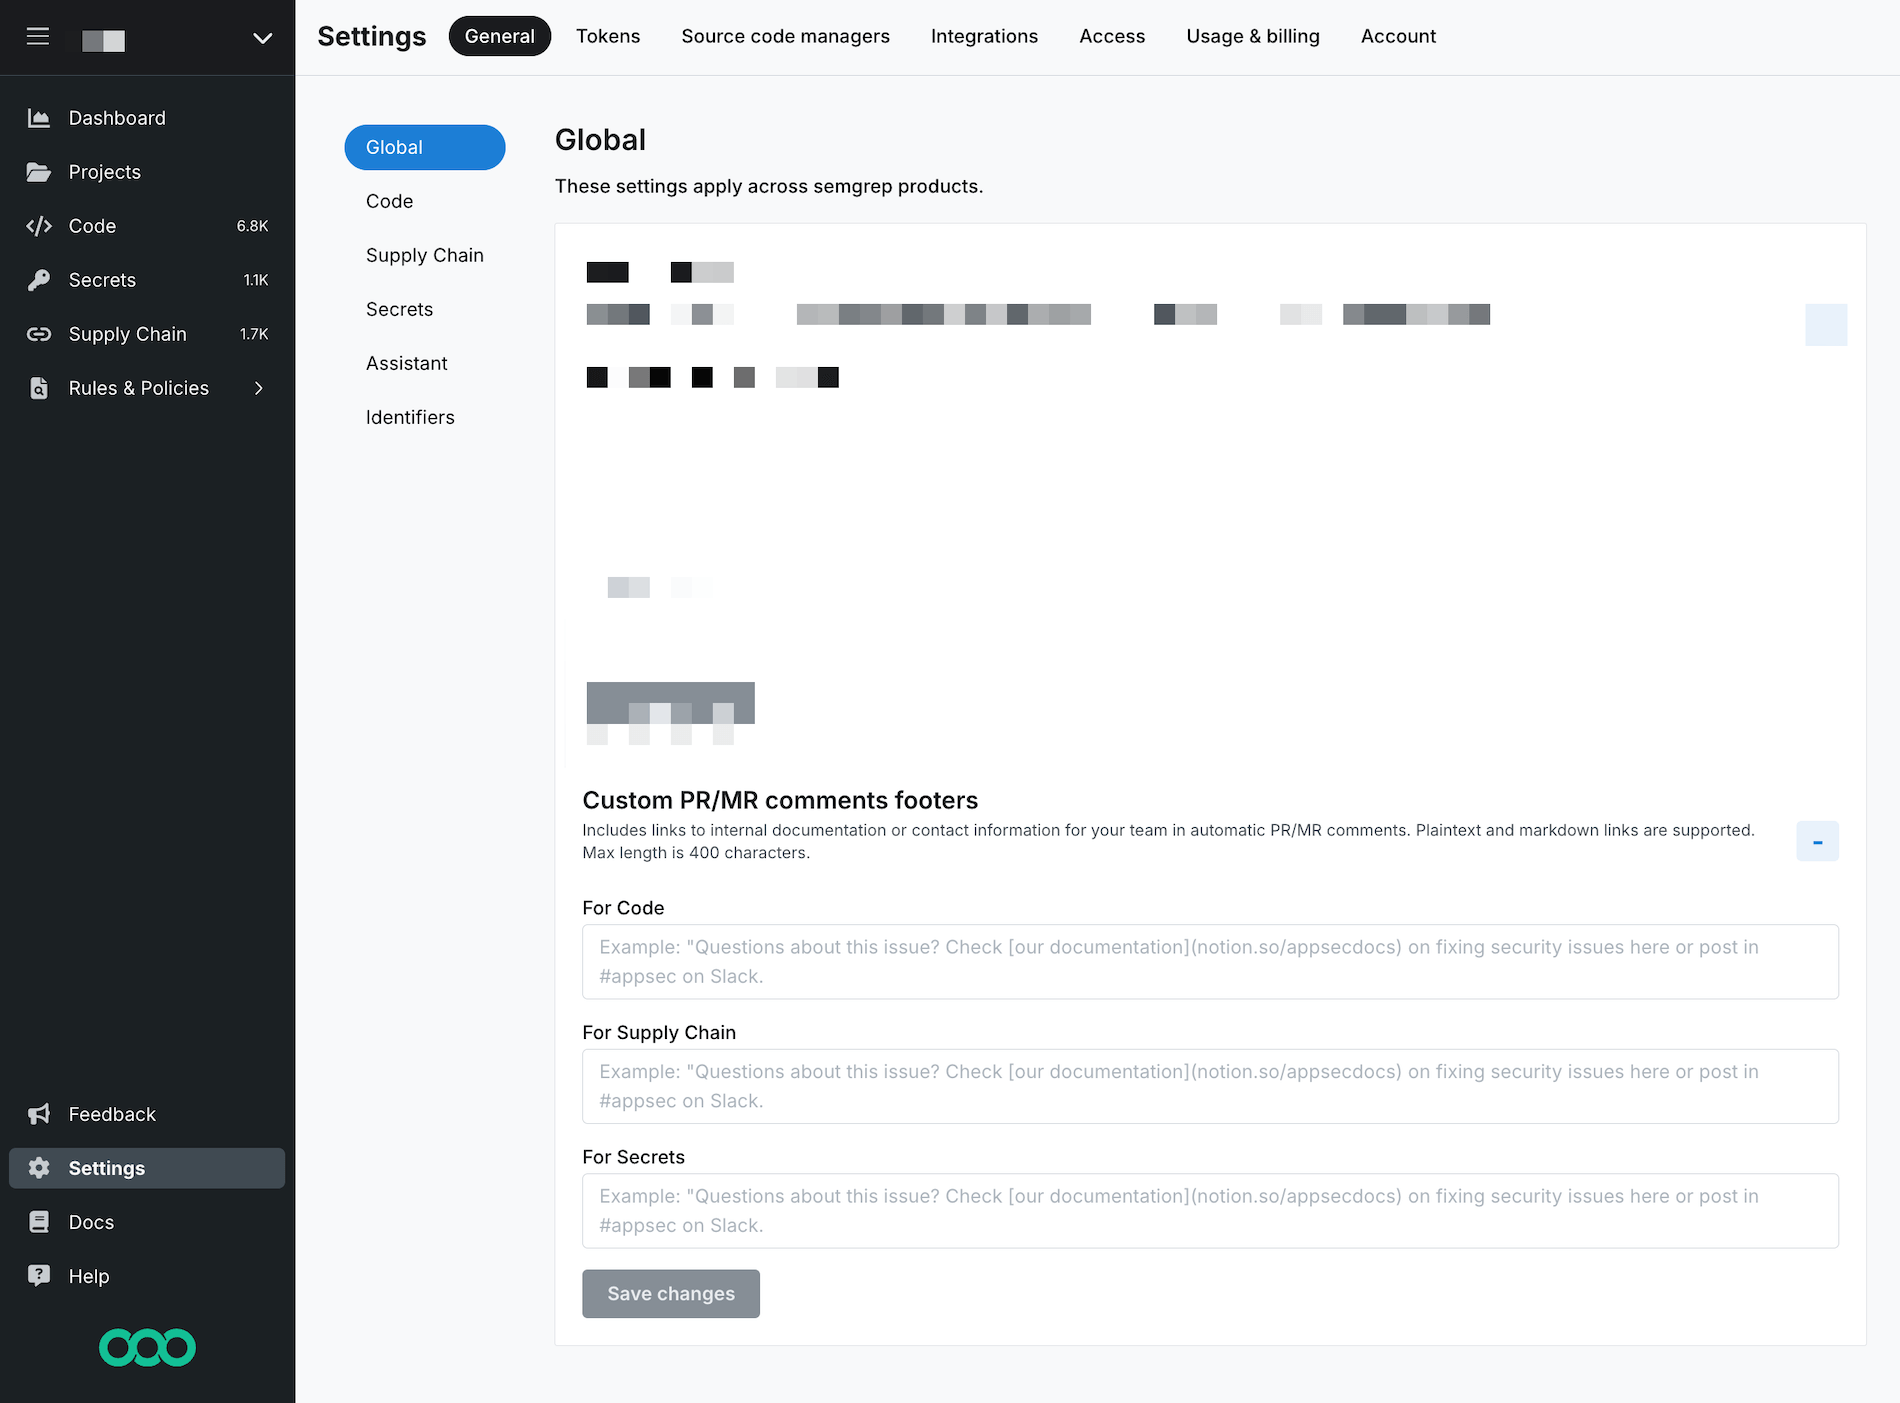 Settings
General
Tokens
Source code managers
Integrations
Access
Usage & billing
Account
Dashboard
Projects
Code 6.8K
Secrets 1.1K
Supply Chain 1.7K
Rules & Policies
Feedback
Settings
Docs
Help
Global
Code
Supply Chain
Secrets
Assistant
Identifiers
Global
These settings apply across semgrep products.
Custom PR/MR comments footers
Includes links to internal documentation or contact information for your team in automatic PR/MR comments. Plaintext and markdown links are supported.
Max length is 400 characters.
For Code
Example: "Questions about this issue? Check [our documentation](notion.so/appsecdocs) on fixing security issues here or post in
#appsec on Slack.
For Supply Chain
Example: "Questions about this issue? Check [our documentation](notion.so/appsecdocs) on fixing security issues here or post in
#appsec on Slack.
For Secrets
Example: "Questions about this issue? Check [our documentation](notion.so/appsecdocs) on fixing security issues here or post in
#appsec on Slack.
Save changes